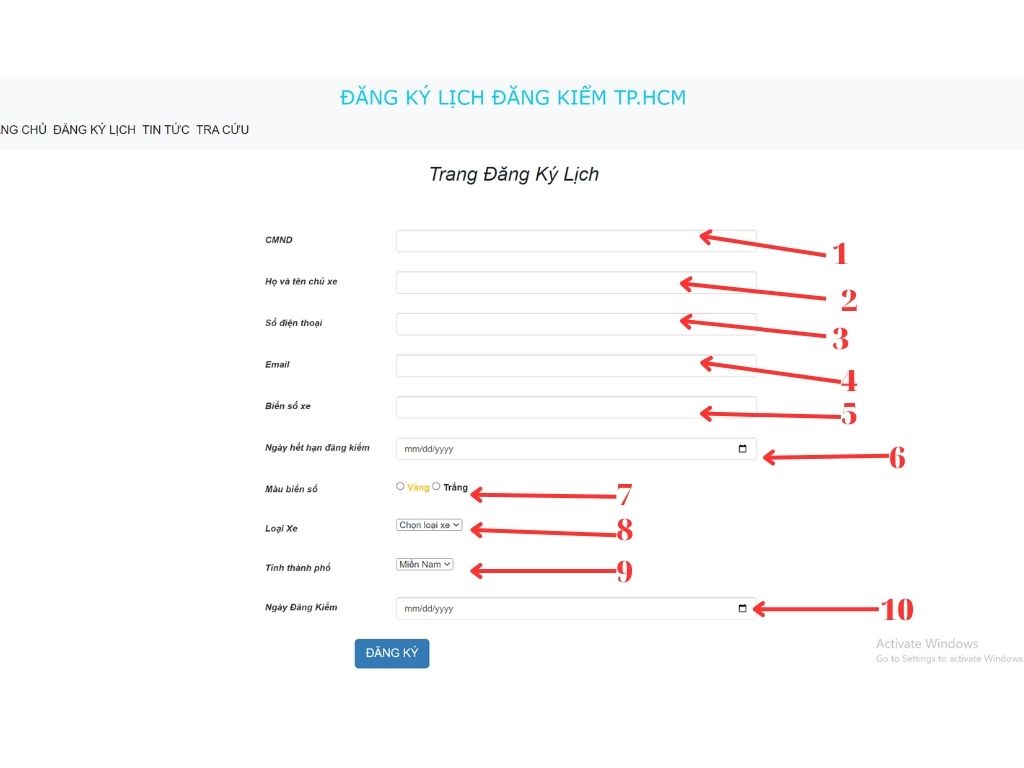 ĐĂNG KÝ LỊCH ĐĂNG KIỂM TP.HCM
NG CHỦ ĐĂNG KÝ LỊCH TIN TỨC TRA CỨU
Trang Đăng Ký Lịch
CMND
1
Họ và tên chủ xe
2
Số điện thoại
3
Email
4
Biển số xe
5
Ngày hết hạn đăng kiểm mm/dd/yyyy
6
Màu biển số Vàng Trắng
7
Loại Xe Chọn loại xe
8
Tỉnh thành phố Miền Nam
9
Ngày Đăng Kiểm mm/dd/yyyy
10
ĐĂNG KÝ
Activate Windows
Go to Settings to activate Windows.